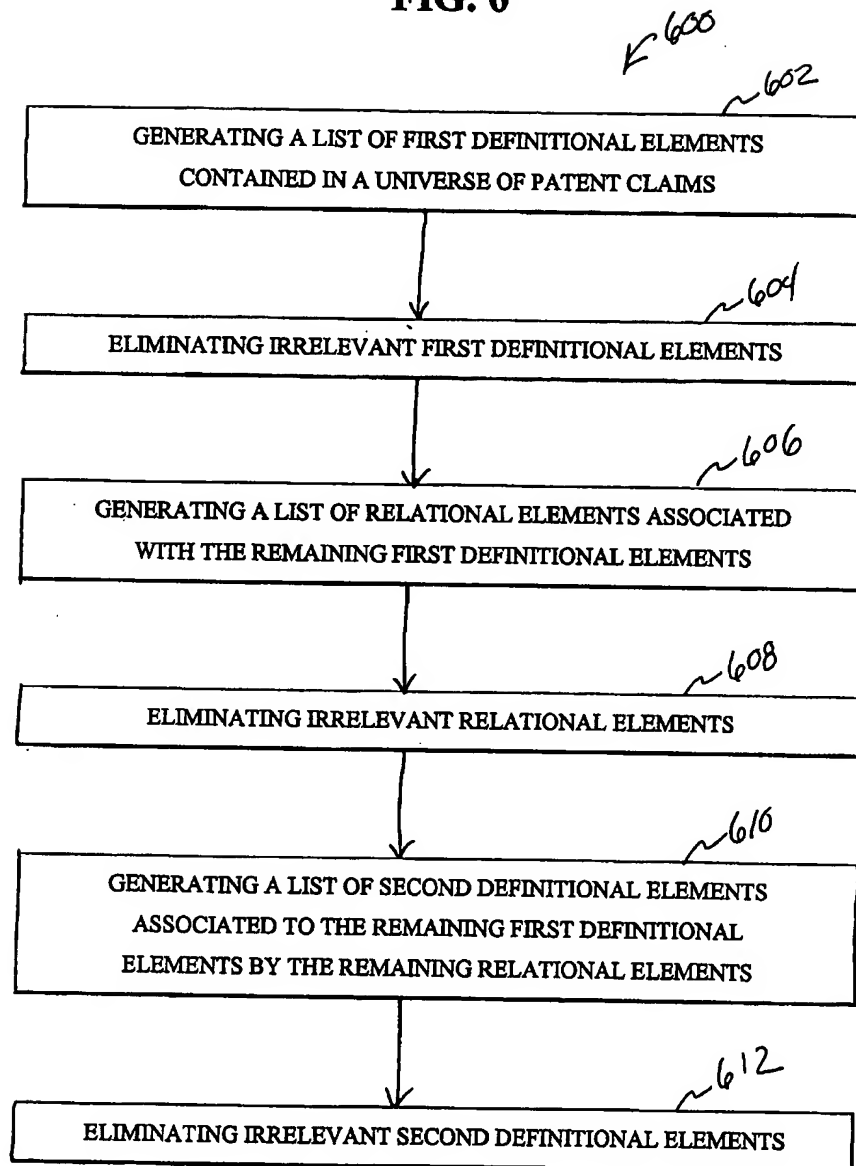 FIG. 6
600
602
GENERATING A LIST OF FIRST DEFINITIONAL ELEMENTS
CONTAINED IN A UNIVERSE OF PATENT CLAIMS
604
ELIMINATING IRRELEVANT FIRST DEFINITIONAL ELEMENTS
606
GENERATING A LIST OF RELATIONAL ELEMENTS ASSOCIATED
WITH THE REMAINING FIRST DEFINITIONAL ELEMENTS
608
ELIMINATING IRRELEVANT RELATIONAL ELEMENTS
610
GENERATING A LIST OF SECOND DEFINITIONAL ELEMENTS
ASSOCIATED TO THE REMAINING FIRST DEFINITIONAL
ELEMENTS BY THE REMAINING RELATIONAL ELEMENTS
612
ELIMINATING IRRELEVANT SECOND DEFINITIONAL ELEMENTS